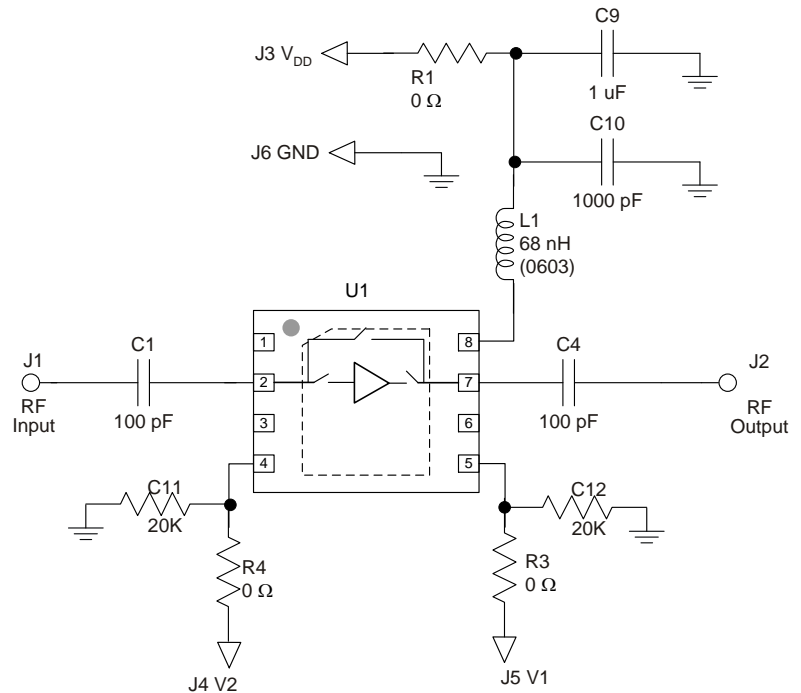 C9
J3 VDD
R1
0 Ω
1 uF
C10
J6 GND
1000 pF
L1
68 nH
(0603)
U1
1
8
J1
C1
C4
J2
2
7
RF
Input
100 pF
100 pF
RF
Output
3
6
4
5
C11
20K
C12
20K
R4
0 Ω
R3
0 Ω
J4 V2
J5 V1